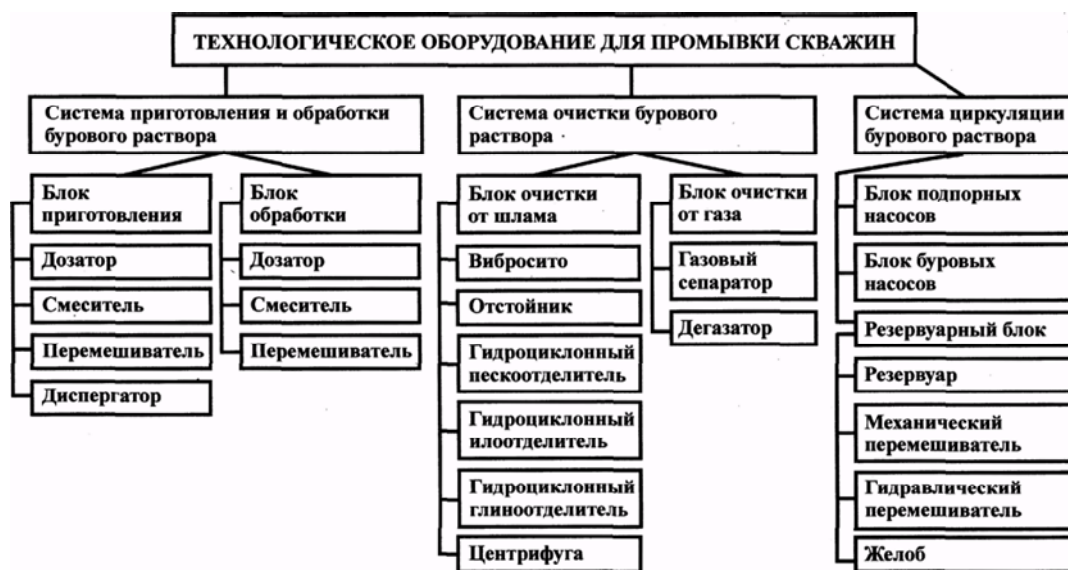 ТЕХНОЛОГИЧЕСКОЕ ОБОРУДОВАНИЕ ДЛЯ ПРОМЫВКИ СКВАЖИН
Система приготовления и обработки
бурового раствора
Блок
приготовления
Дозатор
Смеситель
Перемешиватель
Диспергатор
Блок
обработки
Дозатор
Смеситель
Перемешиватель
Система очистки бурового
раствора
Блок очистки
от шлама
Вибросито
Отстойник
Гидроциклонный
пескоотделитель
Гидроциклонный
илоотделитель
Гидроциклонный
глиноотделитель
Центрифуга
Блок очистки
от газа
Газовый
сепаратор
Дегазатор
Система циркуляции
бурового раствора
Блок подпорных
насосов
Блок буровых
насосов
Резервуарный блок
Резервуар
Механический
перемешиватель
Гидравлический
перемешиватель
Желоб